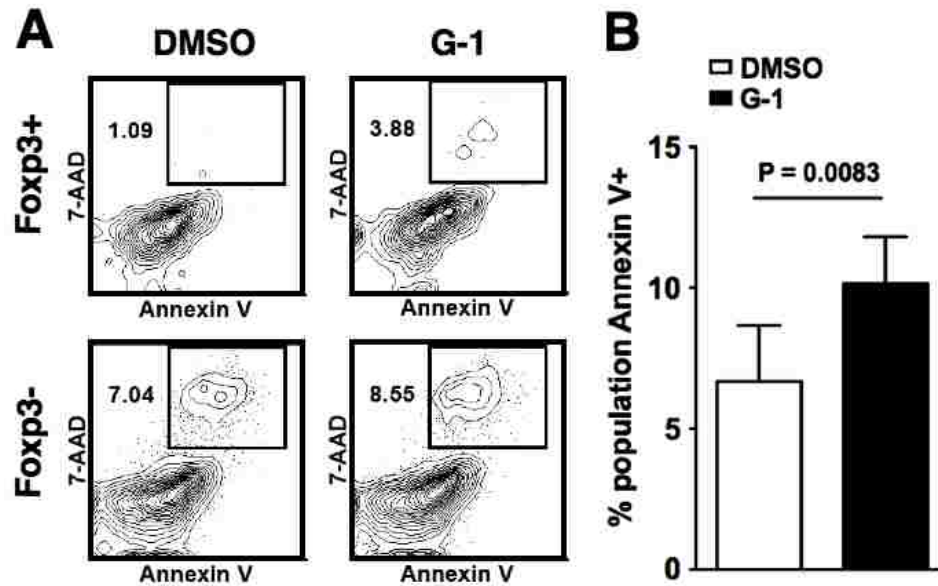 A
DMSO
G-1
Foxp3+
7-AAD
1.09
Annexin V
7-AAD
3.88
Annexin V
Foxp3-
7-AAD
7.04
Annexin V
7-AAD
8.55
Annexin V
B
DMSO
G-1
% population Annexin V+
15
10
5
0
P = 0.0083